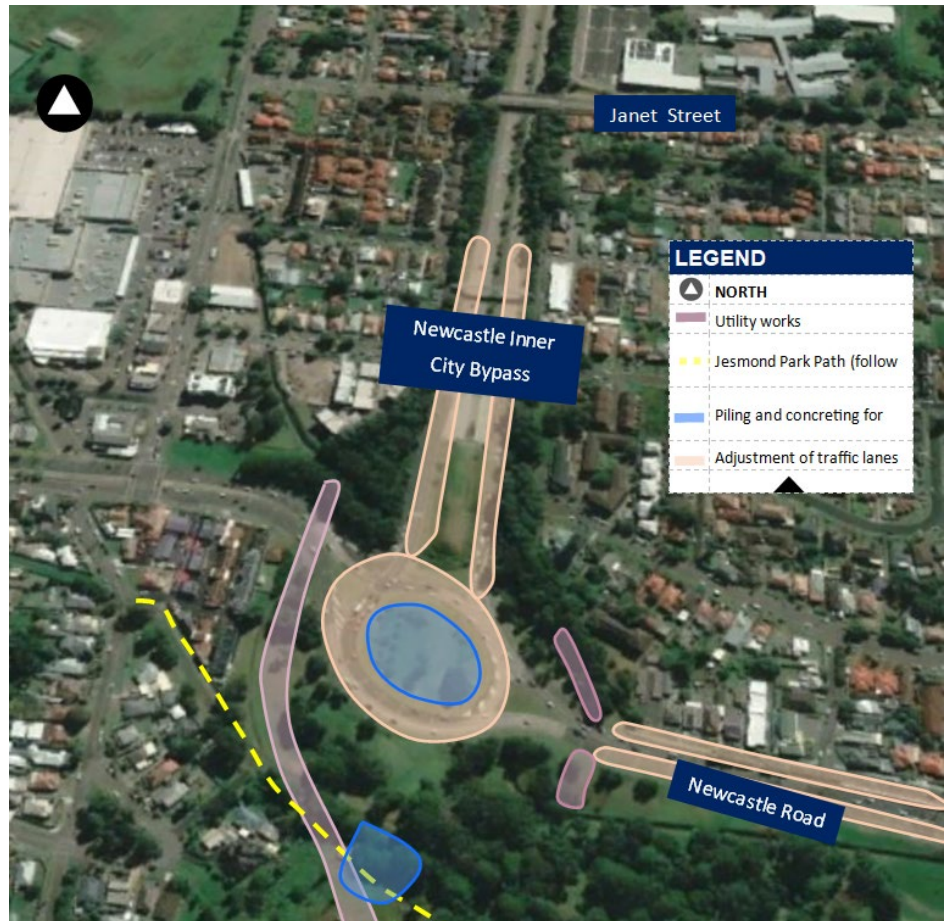 Janet Street
LEGEND
NORTH
Utility works
Jesmond Park Path (follow
Piling and concreting for
Adjustment of traffic lanes
Newcastle Inner
City Bypass
Newcastle Road